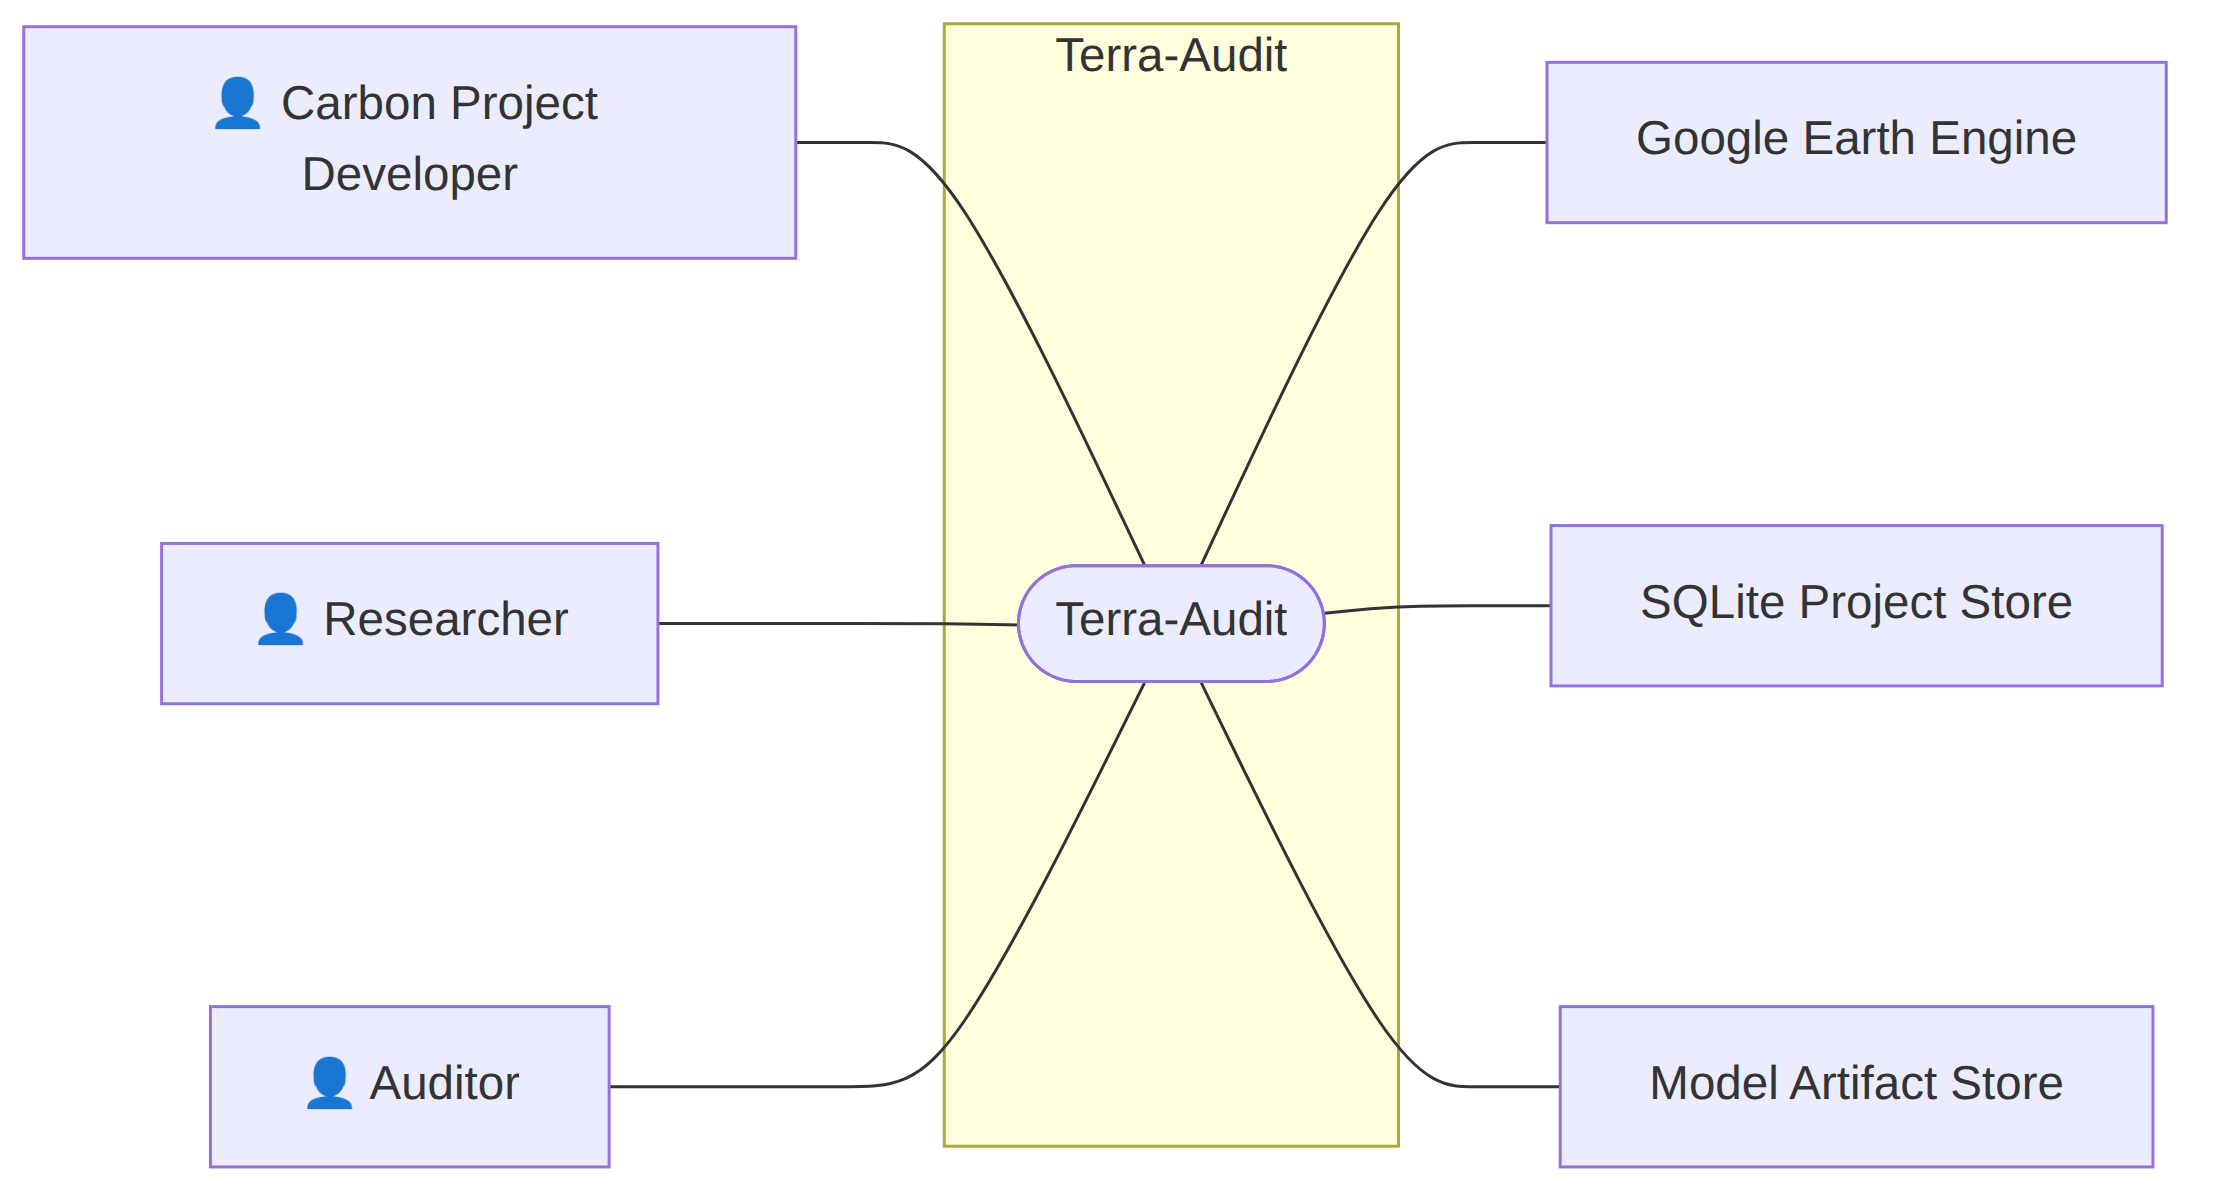 Terra-Audit
Carbon Project
Developer
Google Earth Engine
Researcher
Terra-Audit
SQLite Project Store
Auditor
Model Artifact Store